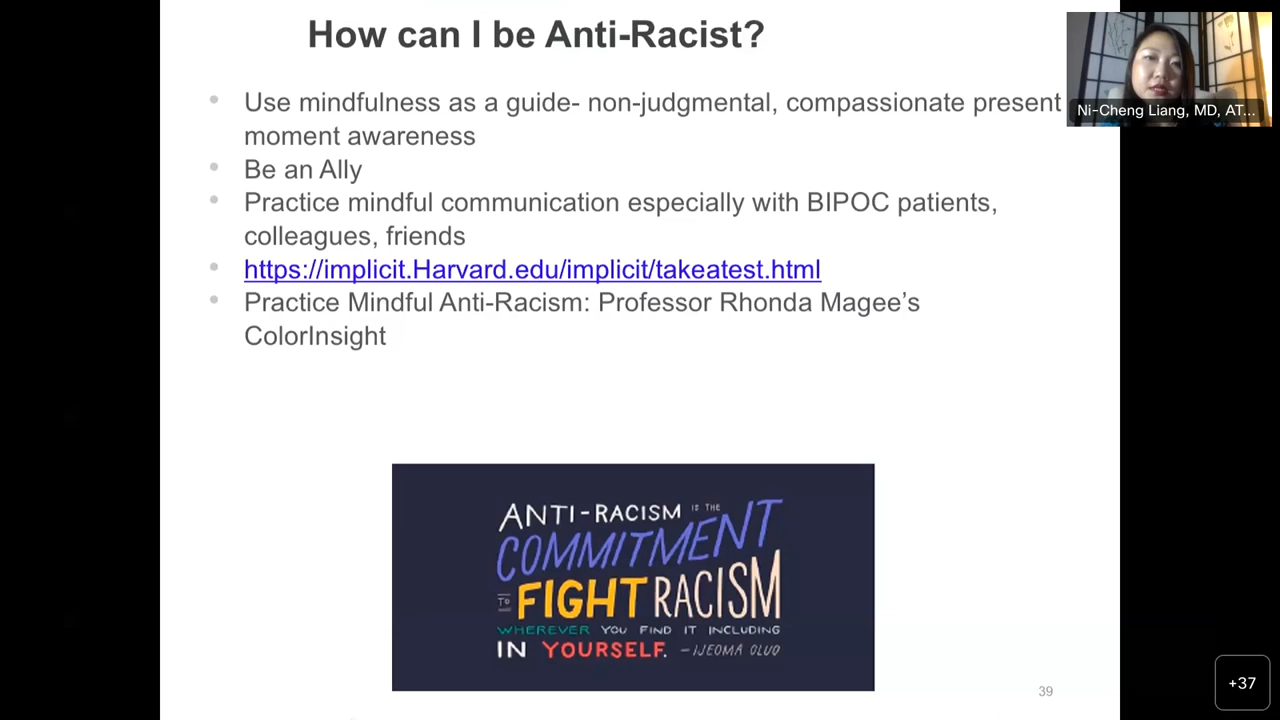 How can I be Anti-Racist?
Ni-Cheng Liang, MD, AT...
• Use mindfulness as a guide- non-judgmental, compassionate present
moment awareness
• Be an Ally
• Practice mindful communication especially with BIPOC patients,
colleagues, friends
• https://implicit.Harvard.edu/implicit/takeatest.html
• Practice Mindful Anti-Racism: Professor Rhonda Magee’s
ColorInsight
ANTI-RACISM IS THE
COMMITMENT
TO FIGHT RACISM
WHEREVER YOU FIND IT INCLUDING
IN YOURSELF. –IJEOMA OLUO
39
+37